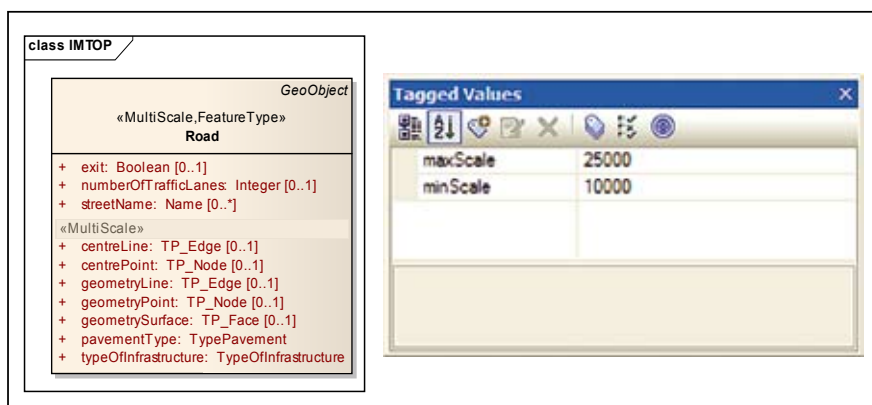 class IMTOP
GeoObject
«MultiScale,FeatureType»
Road
+ exit: Boolean [0..1]
+ numberOfTrafficLanes: Integer [0..1]
+ streetName: Name [0..*]
«MultiScale»
+ centreLine: TP_Edge [0..1]
+ centrePoint: TP_Node [0..1]
+ geometryLine: TP_Edge [0..1]
+ geometryPoint: TP_Node [0..1]
+ geometrySurface: TP_Face [0..1]
+ pavementType: TypePavement
+ typeOfInfrastructure: TypeOfInfrastructure
Tagged Values
maxScale 25000
minScale 10000